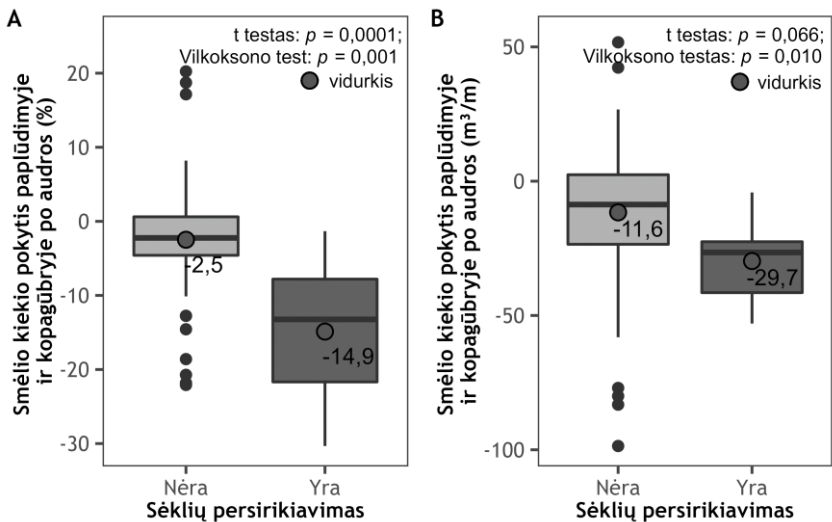 A
t testas: p = 0,0001;
Vilkoksono test: p = 0,001
vidurkis
Smėlio kiekio pokytis paplūdimyje
ir kopagūbryje po audros (%)
20
10
0
-10
-20
-30
-2,5
-14,9
Nėra
Yra
Sėklių persirikiavimas
B
t testas: p = 0,066;
Vilkoksono testas: p = 0,010
vidurkis
Smėlio kiekio pokytis paplūdimyje
ir kopagūbryje po audros (m³/m)
50
0
-50
-100
-11,6
-29,7
Nėra
Yra
Sėklių persirikiavimas